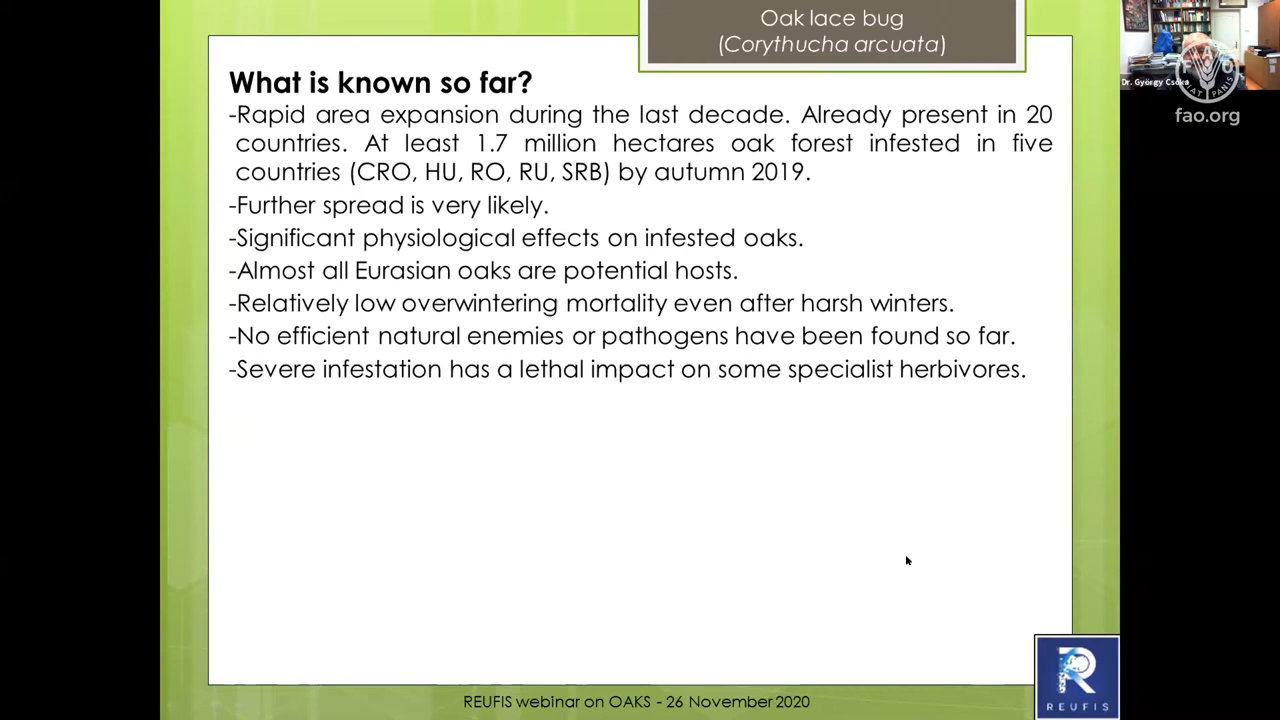 Oak lace bug
(Corythucha arcuata)
Dr. György Csóka
fao.org
What is known so far?
-Rapid area expansion during the last decade. Already present in 20
countries. At least 1.7 million hectares oak forest infested in five
countries (CRO, HU, RO, RU, SRB) by autumn 2019.
-Further spread is very likely.
-Significant physiological effects on infested oaks.
-Almost all Eurasian oaks are potential hosts.
-Relatively low overwintering mortality even after harsh winters.
-No efficient natural enemies or pathogens have been found so far.
-Severe infestation has a lethal impact on some specialist herbivores.
REUFIS webinar on OAKS - 26 November 2020
R
REUFIS